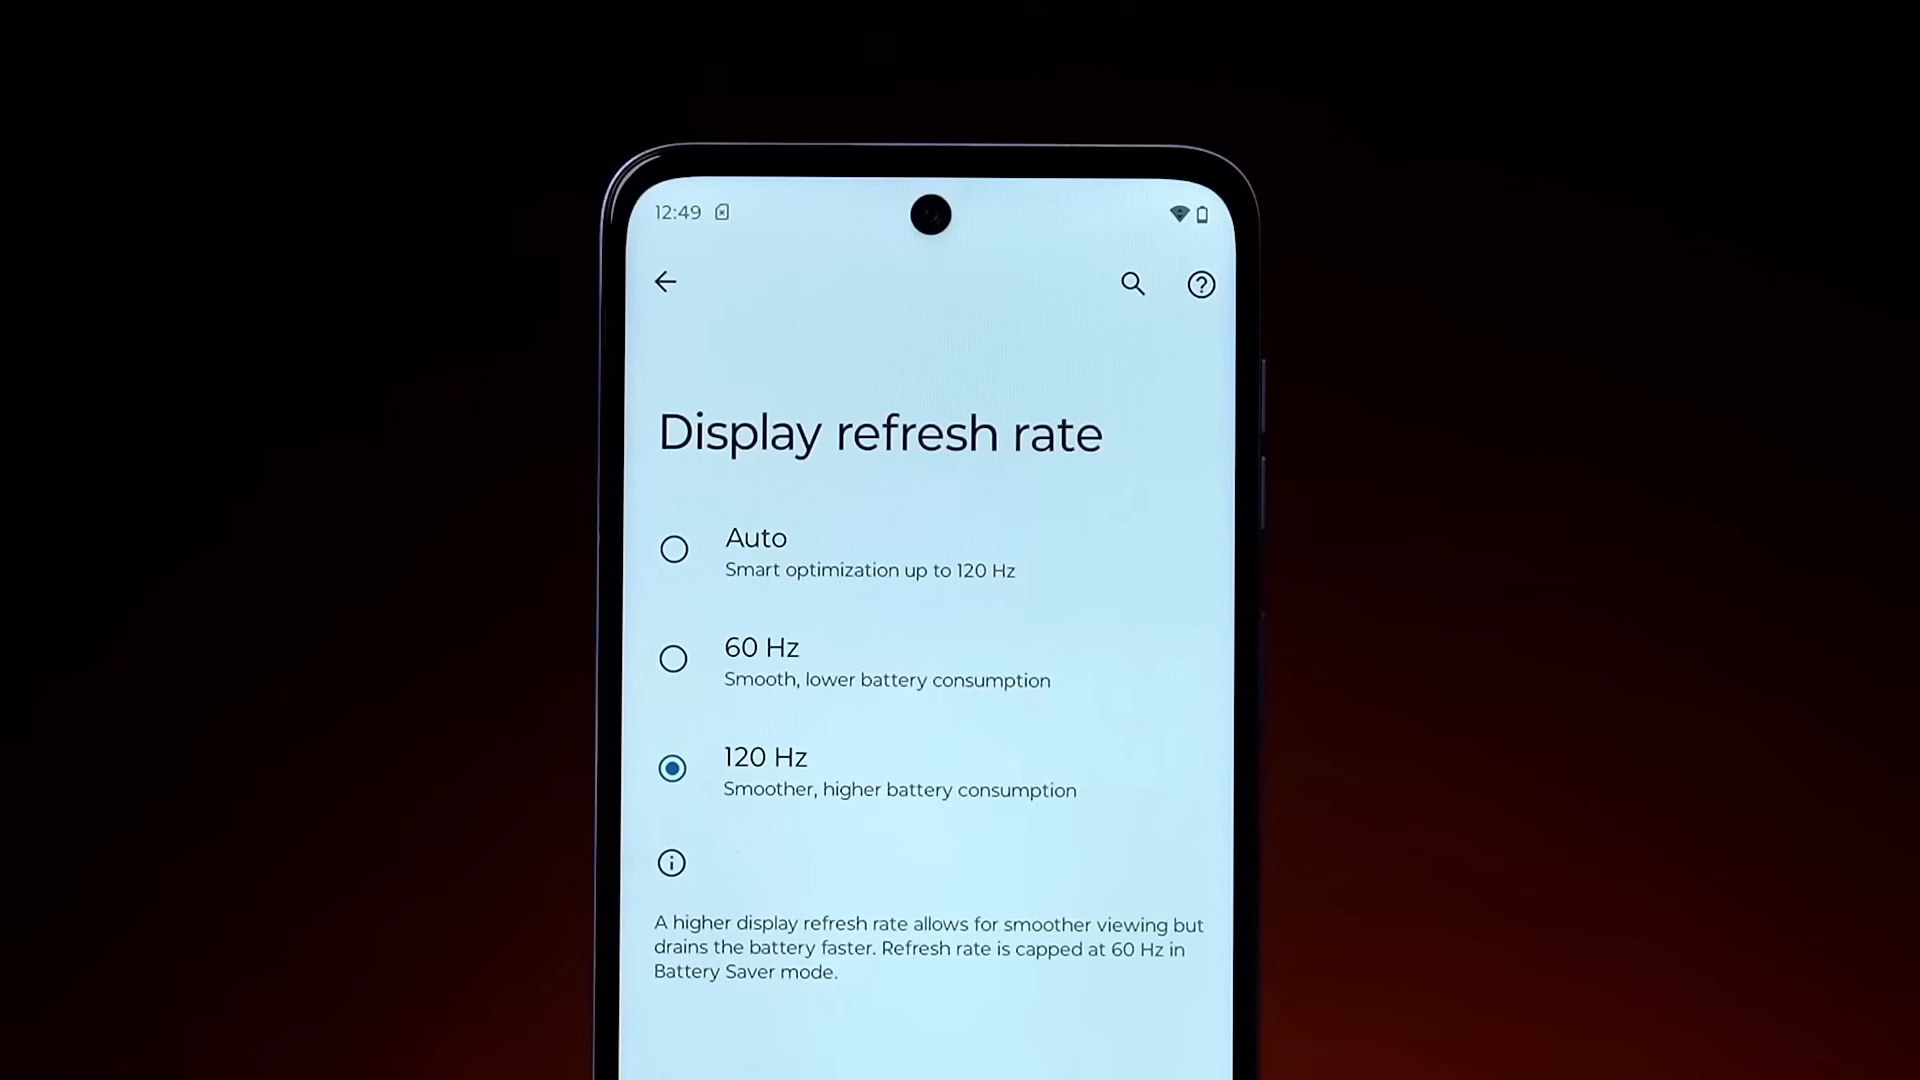 12:49
Display refresh rate
Auto
Smart optimization up to 120 Hz
60 Hz
Smooth, lower battery consumption
120 Hz
Smoother, higher battery consumption
A higher display refresh rate allows for smoother viewing but
drains the battery faster. Refresh rate is capped at 60 Hz in
Battery Saver mode.